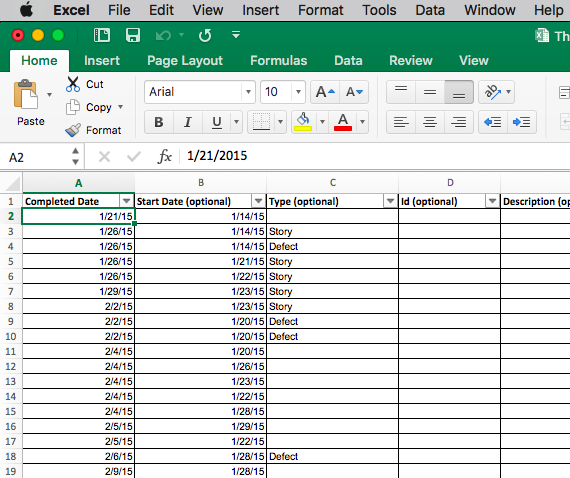 Excel File Edit View Insert Format Tools Data Window Help
Th
Home Insert Page Layout Formulas Data Review View
Cut
Copy
Paste Format
Arial 10 A A
B I U A
ab
A2 fx 1/21/2015
A B C D
1 Completed Date Start Date (optional) Type (optional) Id (optional) Description (op
2 1/21/15 1/14/15
3 1/26/15 1/14/15 Story
4 1/26/15 1/14/15 Defect
5 1/26/15 1/21/15 Story
6 1/26/15 1/22/15 Story
7 1/29/15 1/23/15 Story
8 2/2/15 1/23/15 Story
9 2/2/15 1/20/15 Defect
10 2/2/15 1/20/15 Defect
11 2/4/15 1/20/15
12 2/4/15 1/26/15
13 2/4/15 1/23/15
14 2/4/15 1/22/15
15 2/4/15 1/28/15
16 2/5/15 1/29/15
17 2/5/15 1/22/15
18 2/6/15 1/28/15 Defect
19 2/9/15 1/28/15